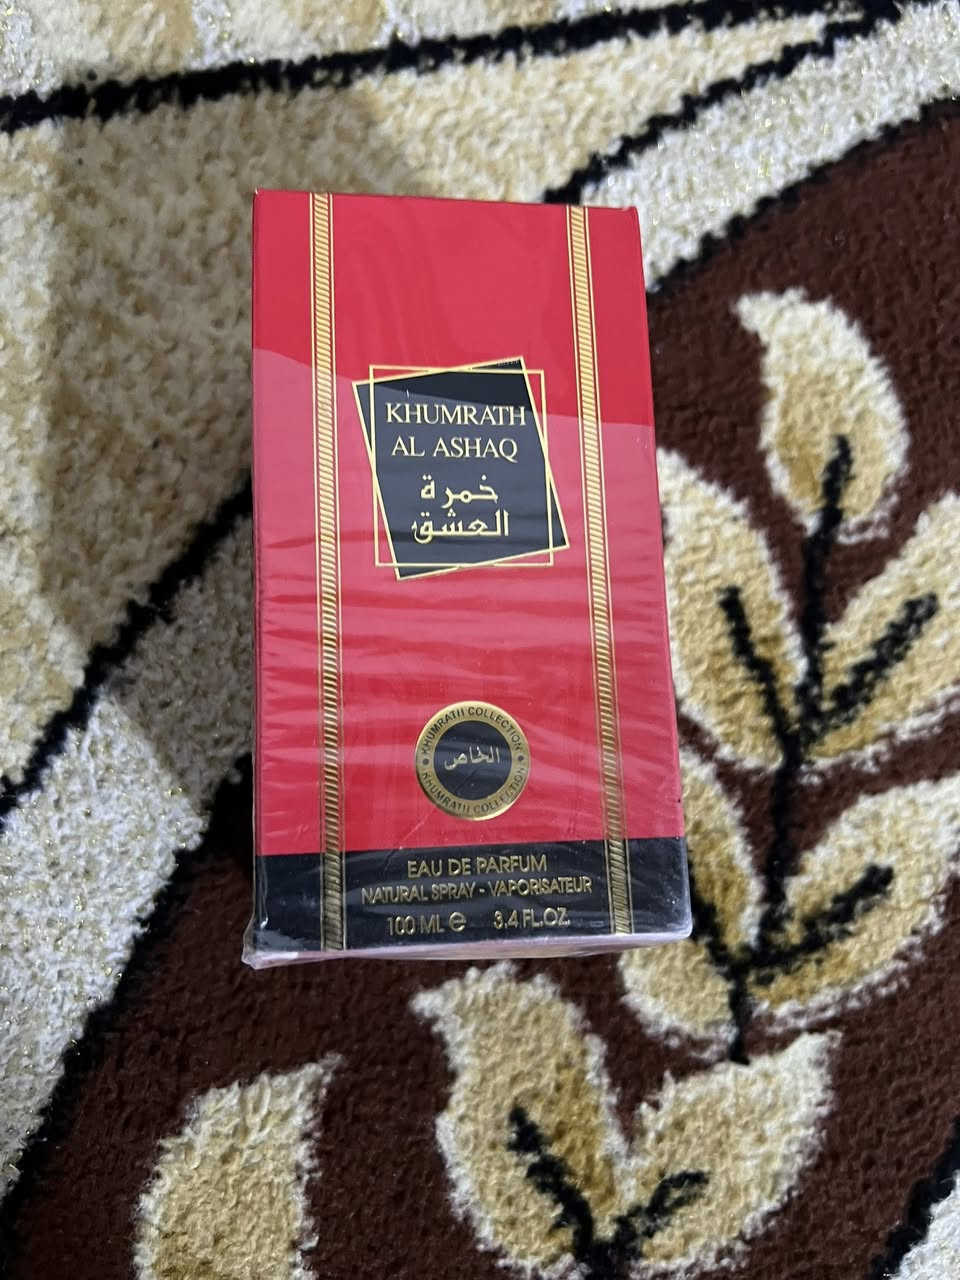 KHUMRATH
AL ASHAQ
خمرة
العشق
KHUMRATH COLLECTION
الخاص
KHUMRATH COLLECTION
EAU DE PARFUM
NATURAL SPRAY - VAPORISATEUR
100 ML e 3.4 FL.OZ.